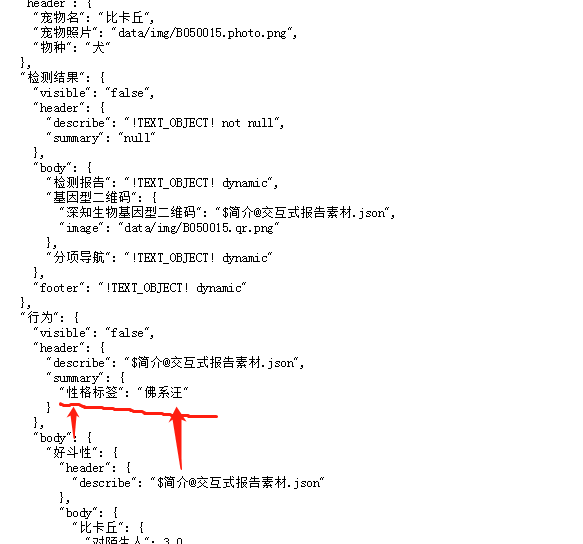 "header": {
"宠物名": "比卡丘",
"宠物照片": "data/img/B050015.photo.png",
"物种": "犬"
},
"检测结果": {
"visible": "false",
"header": {
"describe": "!TEXT_OBJECT! not null",
"summary": "null"
},
"body": {
"检测报告": "!TEXT_OBJECT! dynamic",
"基因型二维码": {
"深知生物基因型二维码": "$简介@交互式报告素材.json",
"image": "data/img/B050015.qr.png"
},
"分项导航": "!TEXT_OBJECT! dynamic"
},
"footer": "!TEXT_OBJECT! dynamic"
},
"行为": {
"visible": "false",
"header": {
"describe": "$简介@交互式报告素材.json",
"summary": {
"性格标签": "佛系汪"
}
},
"body": {
"好斗性": {
"header": {
"describe": "$简介@交互式报告素材.json"
},
"body": {
"比卡丘": {
"对陌生人": 3.0